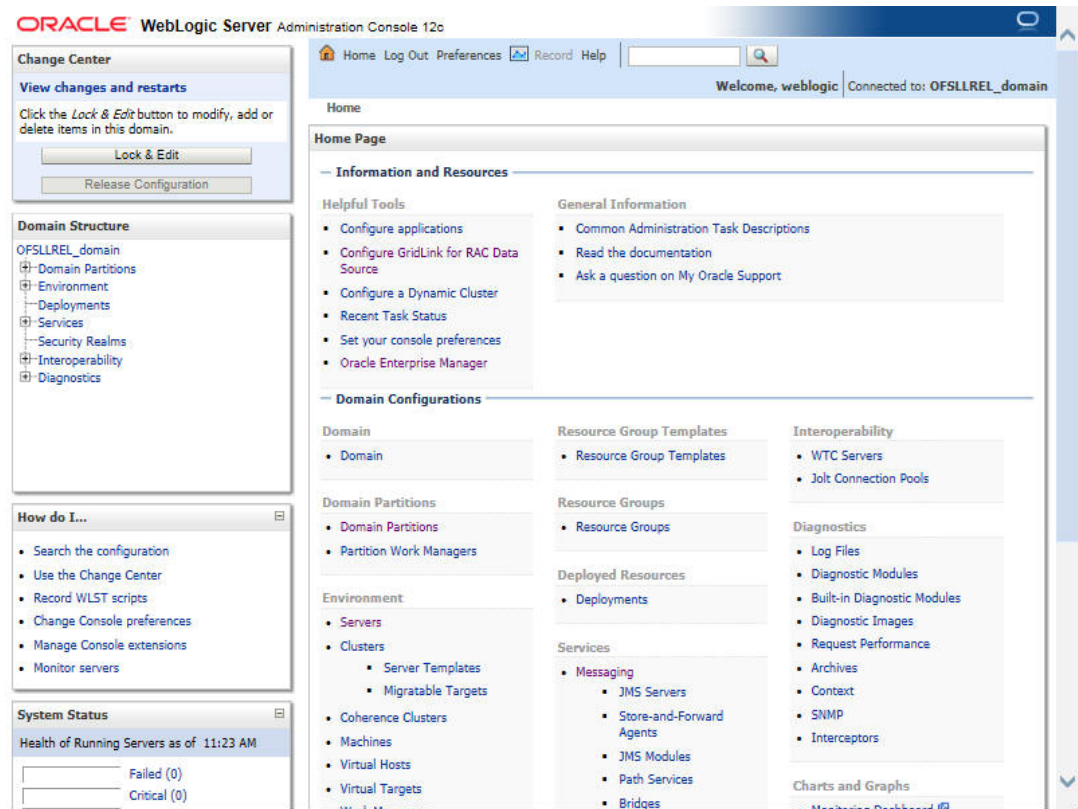 ORACLE WebLogic Server Administration Console 12c
Change Center
View changes and restarts
Click the Lock & Edit button to modify, add or
delete items in this domain.
Lock & Edit
Release Configuration
Domain Structure
OFSLLREL_domain
Domain Partitions
Environment
Deployments
Services
Security Realms
Interoperability
Diagnostics
How do I...
Search the configuration
Use the Change Center
Record WLST scripts
Change Console preferences
Manage Console extensions
Monitor servers
System Status
Health of Running Servers as of 11:23 AM
Failed (0)
Critical (0)
Home Log Out Preferences Record Help
Welcome, weblogic Connected to: OFSLLREL_domain
Home
Home Page
Information and Resources
Helpful Tools
Configure applications
Configure GridLink for RAC Data
Source
Configure a Dynamic Cluster
Recent Task Status
Set your console preferences
Oracle Enterprise Manager
General Information
Common Administration Task Descriptions
Read the documentation
Ask a question on My Oracle Support
Domain Configurations
Domain
Domain
Domain Partitions
Domain Partitions
Partition Work Managers
Environment
Servers
Clusters
Server Templates
Migratable Targets
Coherence Clusters
Machines
Virtual Hosts
Virtual Targets
Work Managers
Resource Group Templates
Resource Group Templates
Resource Groups
Resource Groups
Deployed Resources
Deployments
Services
Messaging
JMS Servers
Store-and-Forward
Agents
JMS Modules
Path Services
Bridges
Interoperability
WTC Servers
Jolt Connection Pools
Diagnostics
Log Files
Diagnostic Modules
Built-in Diagnostic Modules
Diagnostic Images
Request Performance
Archives
Context
SNMP
Interceptors
Charts and Graphs
Monitoring Dashboard